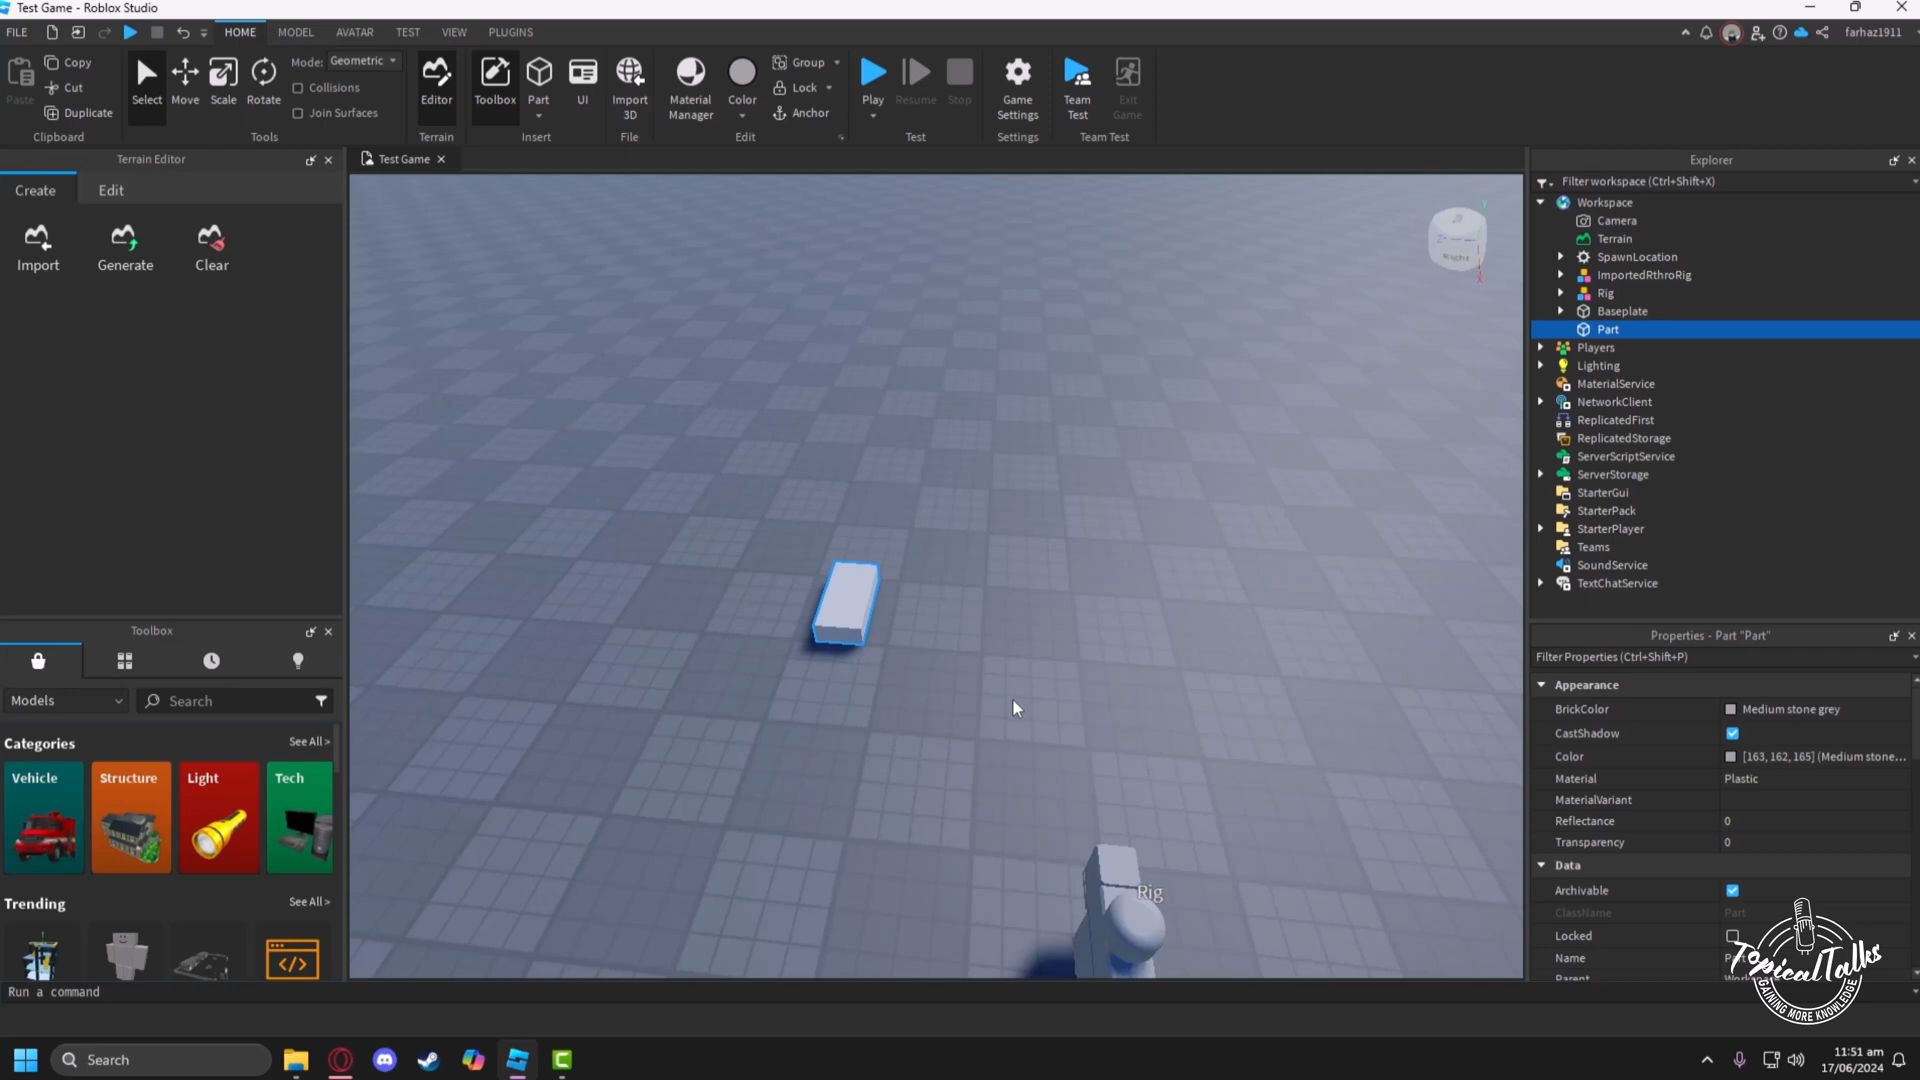 Test Game - Roblox Studio
FILE HOME MODEL AVATAR TEST VIEW PLUGINS farhaz1911
Paste Copy Cut Duplicate
Clipboard
Select Move Scale Rotate
Mode: Geometric
Collisions
Join Surfaces
Tools
Editor
Terrain
Toolbox Part UI
Insert
Import 3D
File
Material Manager Color
Group
Lock
Anchor
Edit
Play Resume Stop
Test
Game Settings
Settings
Team Test Exit Game
Team Test
Terrain Editor
Create Edit
Import Generate Clear
Test Game
Rig
Toolbox
Models Search
Categories See All >
Vehicle Structure Light Tech
Trending See All >
Run a command
Explorer
Filter workspace (Ctrl+Shift+X)
Workspace
Camera
Terrain
SpawnLocation
ImportedRthroRig
Rig
Baseplate
Part
Players
Lighting
MaterialService
NetworkClient
ReplicatedFirst
ReplicatedStorage
ServerScriptService
ServerStorage
StarterGui
StarterPack
StarterPlayer
Teams
SoundService
TextChatService
Properties - Part "Part"
Filter Properties (Ctrl+Shift+P)
Appearance
BrickColor Medium stone grey
CastShadow
Color [163, 162, 165] (Medium stone...
Material Plastic
MaterialVariant
Reflectance 0
Transparency 0
Data
Archivable
ClassName Part
Locked
Name
Parent
TopicalTalks
GAINING MORE KNOWLEDGE
Search
11:51 am
17/06/2024